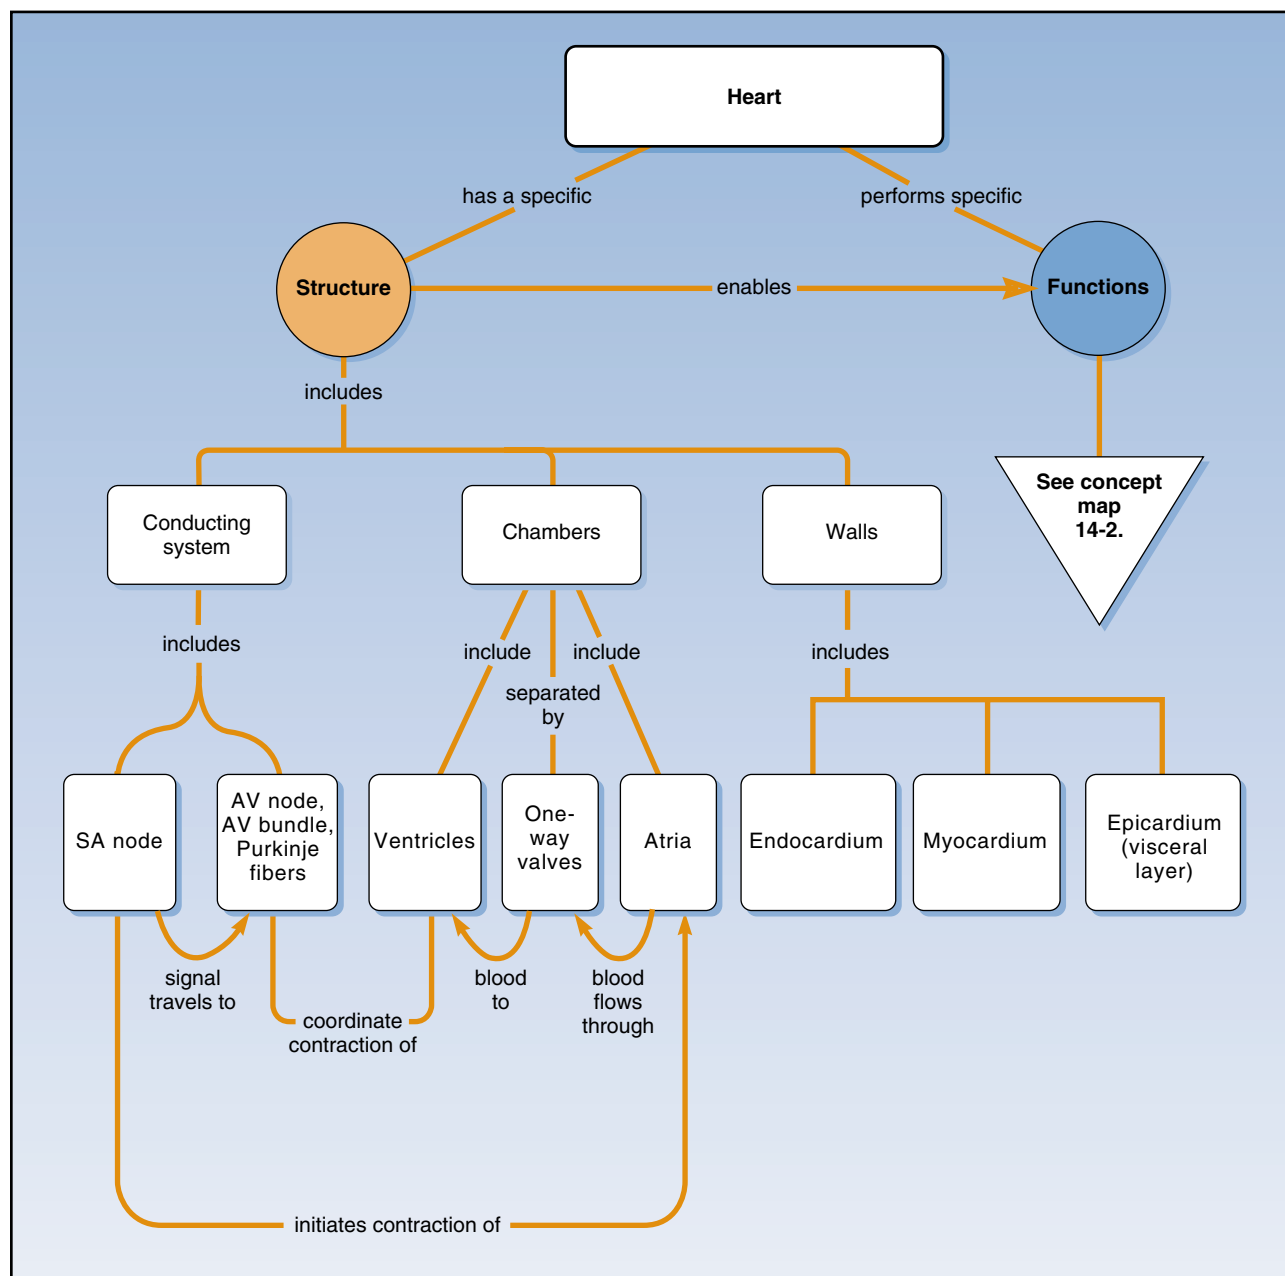 Heart
has a specific
performs specific
Structure
enables
Functions
includes
See concept
map
14-2.
Conducting
system
Chambers
Walls
includes
include
include
includes
separated
by
SA node
AV node,
AV bundle,
Purkinje
fibers
Ventricles
One-
way
valves
Atria
Endocardium
Myocardium
Epicardium
(visceral
layer)
signal
travels to
blood
to
blood
flows
through
coordinate
contraction of
initiates contraction of